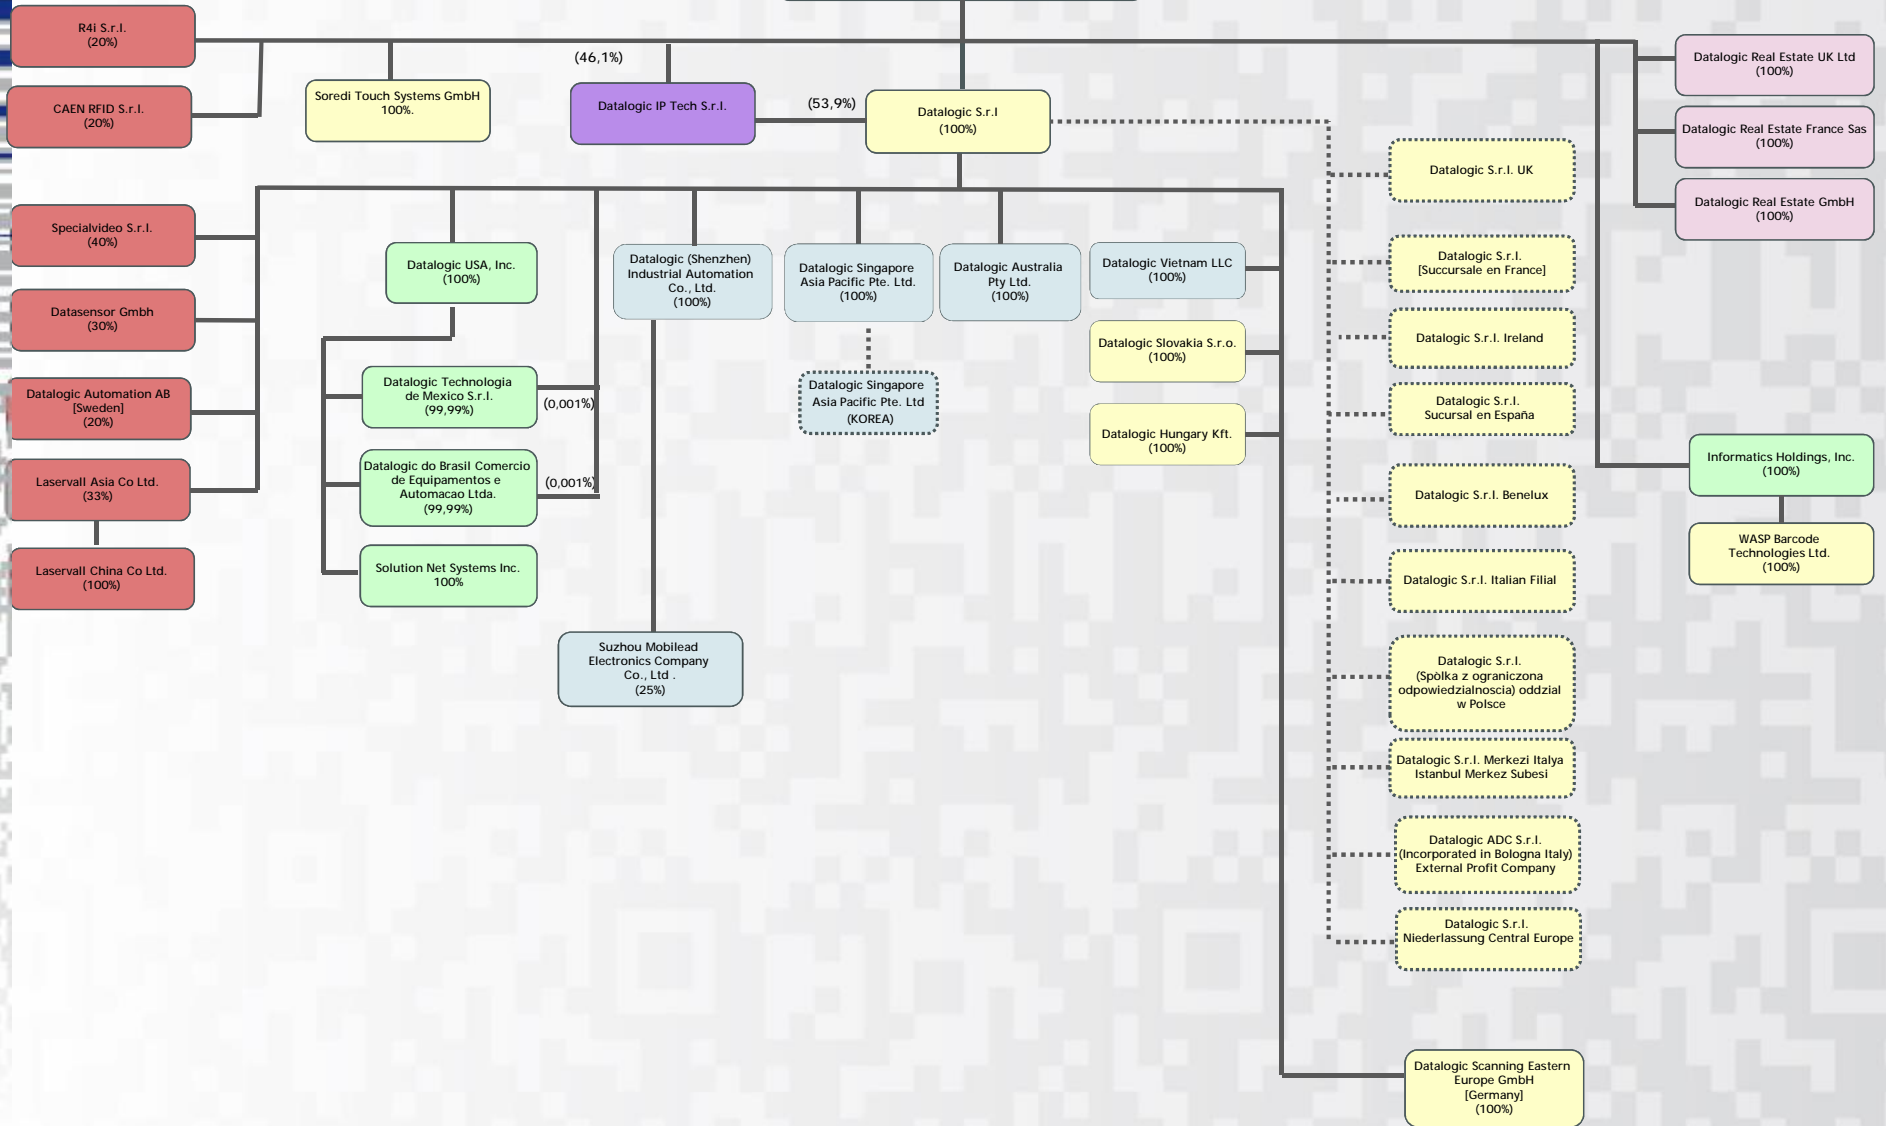 R4i S.r.l.
(20%)
CAEN RFID S.r.l.
(20%)
Soredi Touch Systems GmbH
100%.
(46,1%)
Datalogic IP Tech S.r.l.
(53,9%)
Datalogic S.r.l
(100%)
Datalogic Real Estate UK Ltd
(100%)
Datalogic Real Estate France Sas
(100%)
Datalogic Real Estate GmbH
(100%)
Specialvideo S.r.l.
(40%)
Datasensor Gmbh
(30%)
Datalogic Automation AB
[Sweden]
(20%)
Laservall Asia Co Ltd.
(33%)
Laservall China Co Ltd.
(100%)
Datalogic USA, Inc.
(100%)
Datalogic Technologia
de Mexico S.r.l.
(99,99%)
(0,001%)
Datalogic do Brasil Comercio
de Equipamentos e
Automacao Ltda.
(99,99%)
(0,001%)
Solution Net Systems Inc.
100%
Datalogic (Shenzhen)
Industrial Automation
Co., Ltd.
(100%)
Suzhou Mobilead
Electronics Company
Co., Ltd .
(25%)
Datalogic Singapore
Asia Pacific Pte. Ltd.
(100%)
Datalogic Singapore
Asia Pacific Pte. Ltd
(KOREA)
Datalogic Australia
Pty Ltd.
(100%)
Datalogic Vietnam LLC
(100%)
Datalogic Slovakia S.r.o.
(100%)
Datalogic Hungary Kft.
(100%)
Datalogic S.r.l. UK
Datalogic S.r.l.
[Succursale en France]
Datalogic S.r.l. Ireland
Datalogic S.r.l.
Sucursal en España
Datalogic S.r.l. Benelux
Datalogic S.r.l. Italian Filial
Datalogic S.r.l.
(Spòlka z ograniczona
odpowiedzialnoscia) oddzial
w Polsce
Datalogic S.r.l. Merkezi Italya
Istanbul Merkez Subesi
Datalogic ADC S.r.l.
(Incorporated in Bologna Italy)
External Profit Company
Datalogic S.r.l.
Niederlassung Central Europe
Datalogic Scanning Eastern
Europe GmbH
[Germany]
(100%)
Informatics Holdings, Inc.
(100%)
WASP Barcode
Technologies Ltd.
(100%)